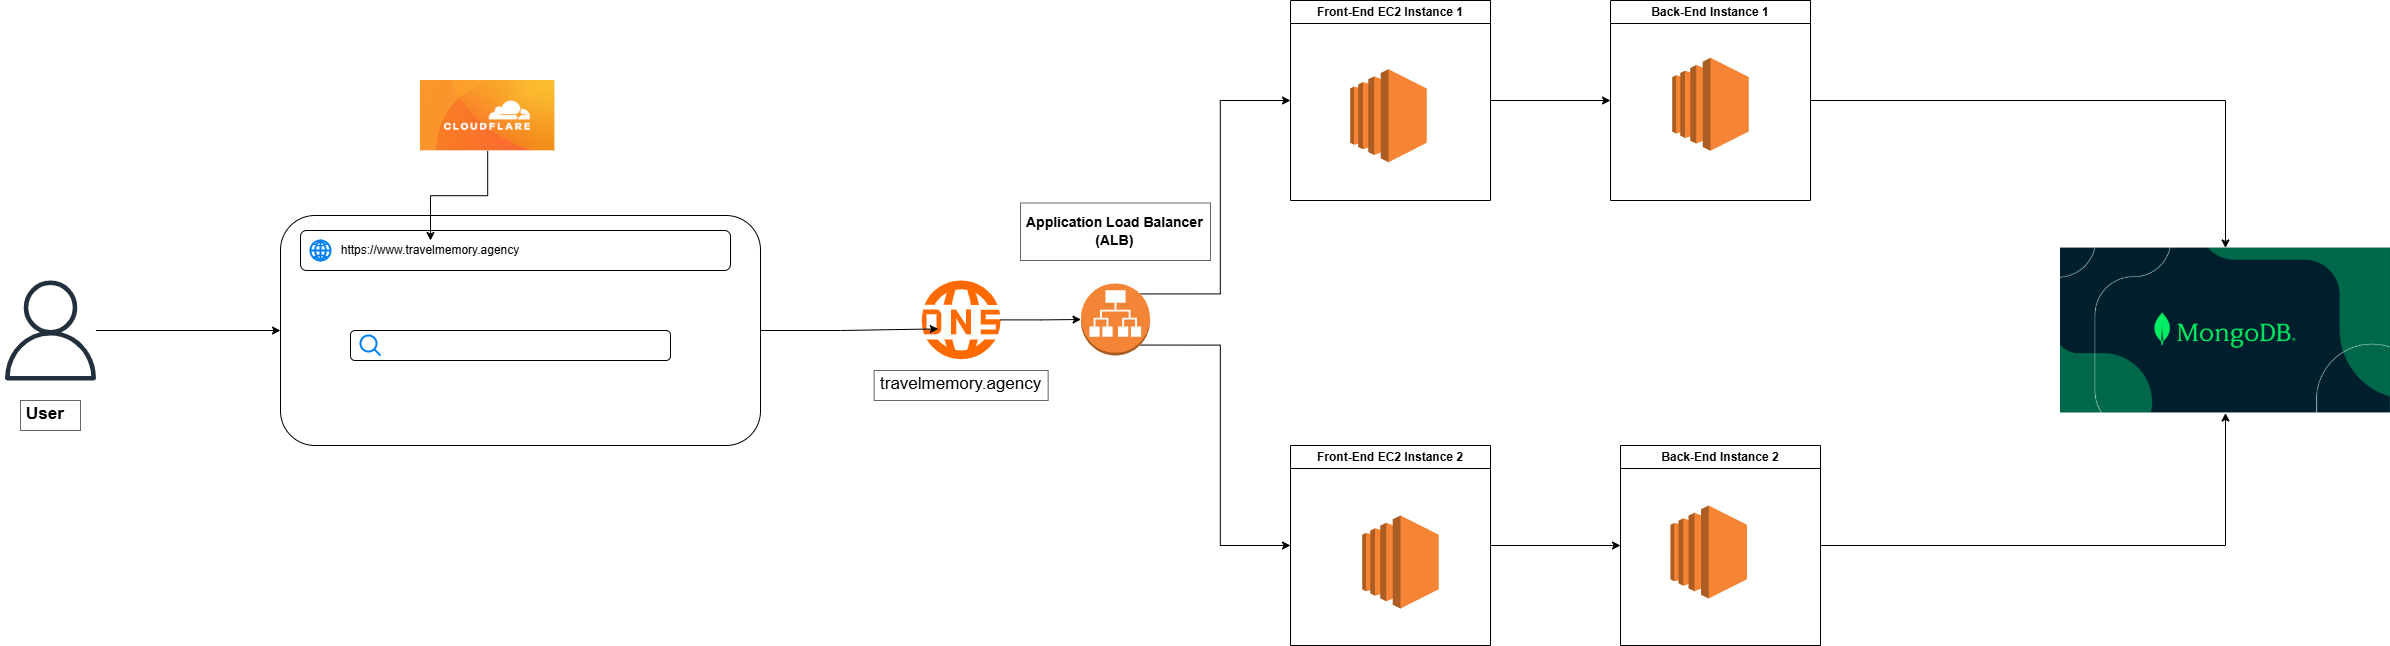 Front-End EC2 Instance 1
Back-End Instance 1
CLOUDFLARE
Application Load Balancer
(ALB)
https://www.travelmemory.agency
DNS
MongoDB.
travelmemory.agency
User
Front-End EC2 Instance 2
Back-End Instance 2